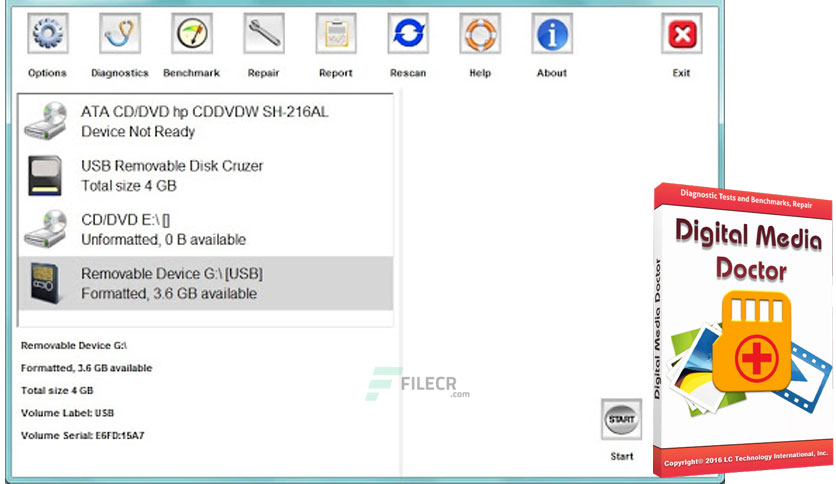 Options Diagnostics Benchmark Repair Report Rescan Help About Exit
ATA CD/DVD hp CDDVDW SH-216AL
Device Not Ready
USB Removable Disk Cruzer
Total size 4 GB
CD/DVD E:\ []
Unformatted, 0 B available
Removable Device G:\ [USB]
Formatted, 3.6 GB available
Removable Device G:\
Formatted, 3.6 GB available
Total size 4 GB
Volume Label: USB
Volume Serial: E6FD:15A7
FILECR
.com
START
Start
Diagnostic Tests and Benchmarks, Repair
Digital Media
Doctor
Digital Media Doctor
Copyright© 2016 LC Technology International, Inc.